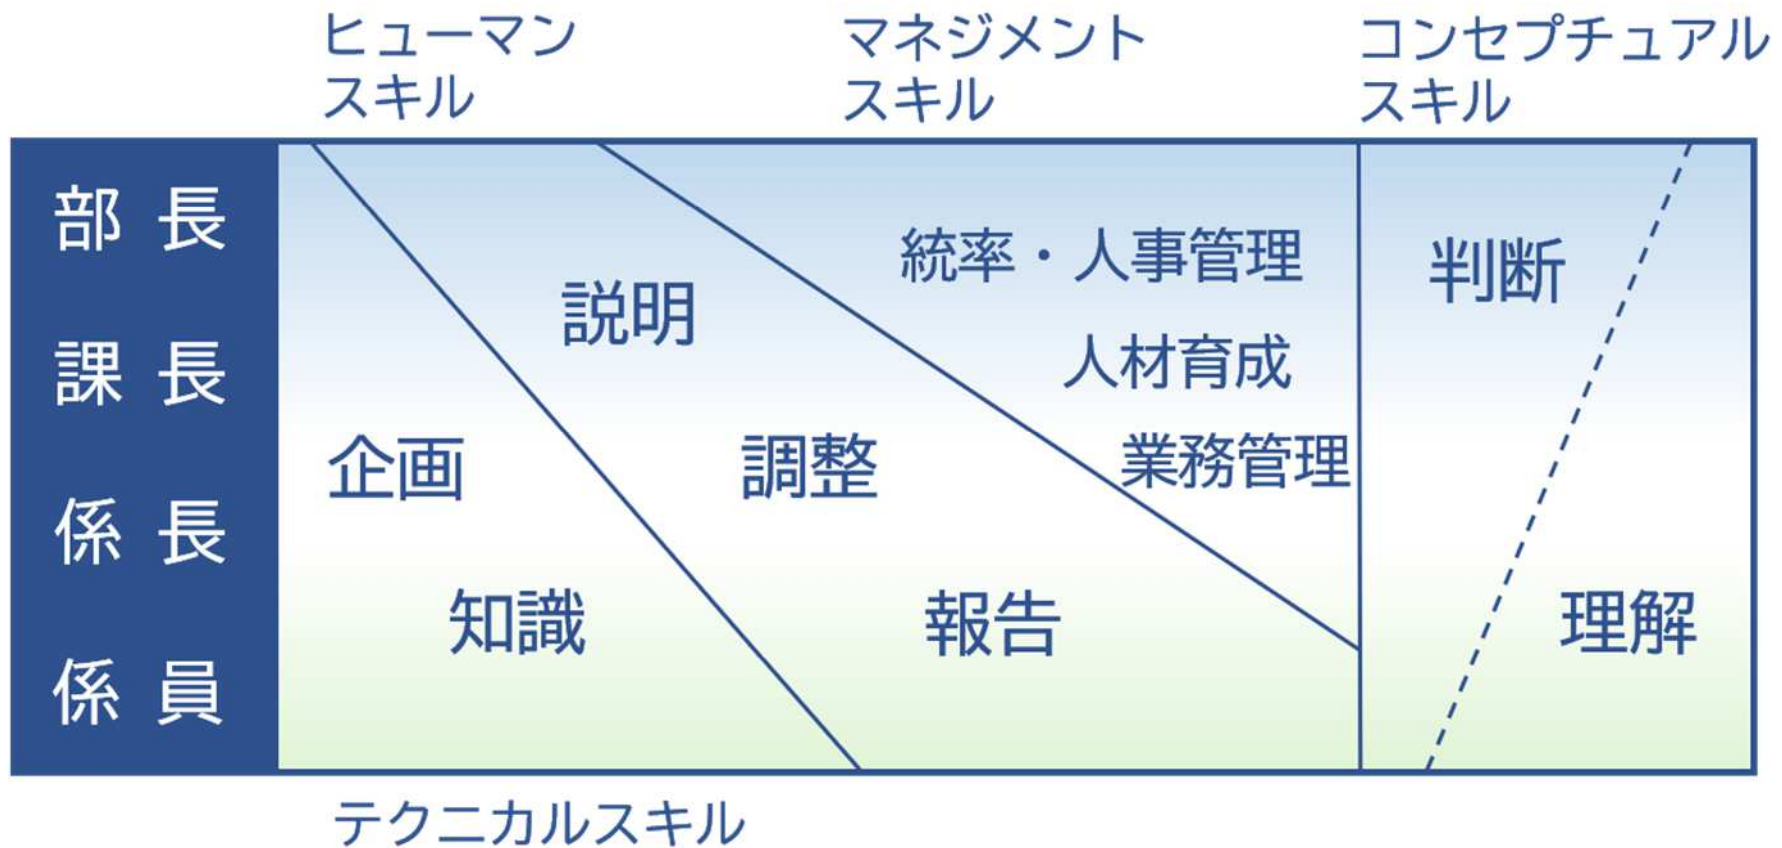 ヒューマン
スキル
マネジメント
スキル
コンセプチュアル
スキル
部長
統率・人事管理
判断
説明
課長
人材育成
企画
調整
業務管理
係長
知識
報告
理解
係員
テクニカルスキル